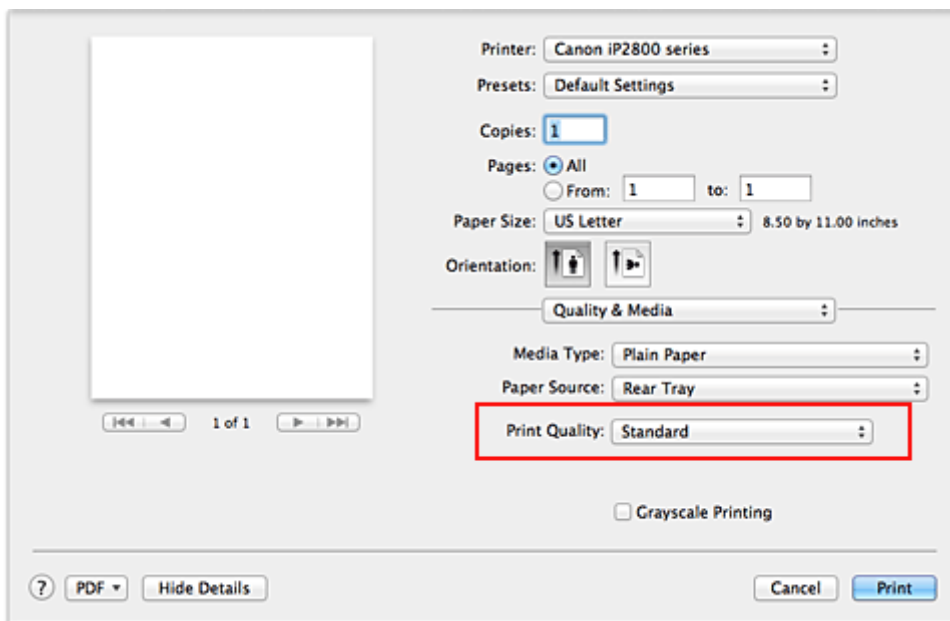 Printer: Canon iP2800 series
Presets: Default Settings
Copies: 1
Pages: All
From: 1 to: 1
Paper Size: US Letter 8.50 by 11.00 inches
Orientation:
Quality & Media
Media Type: Plain Paper
Paper Source: Rear Tray
1 of 1
Print Quality: Standard
Grayscale Printing
? PDF Hide Details Cancel Print